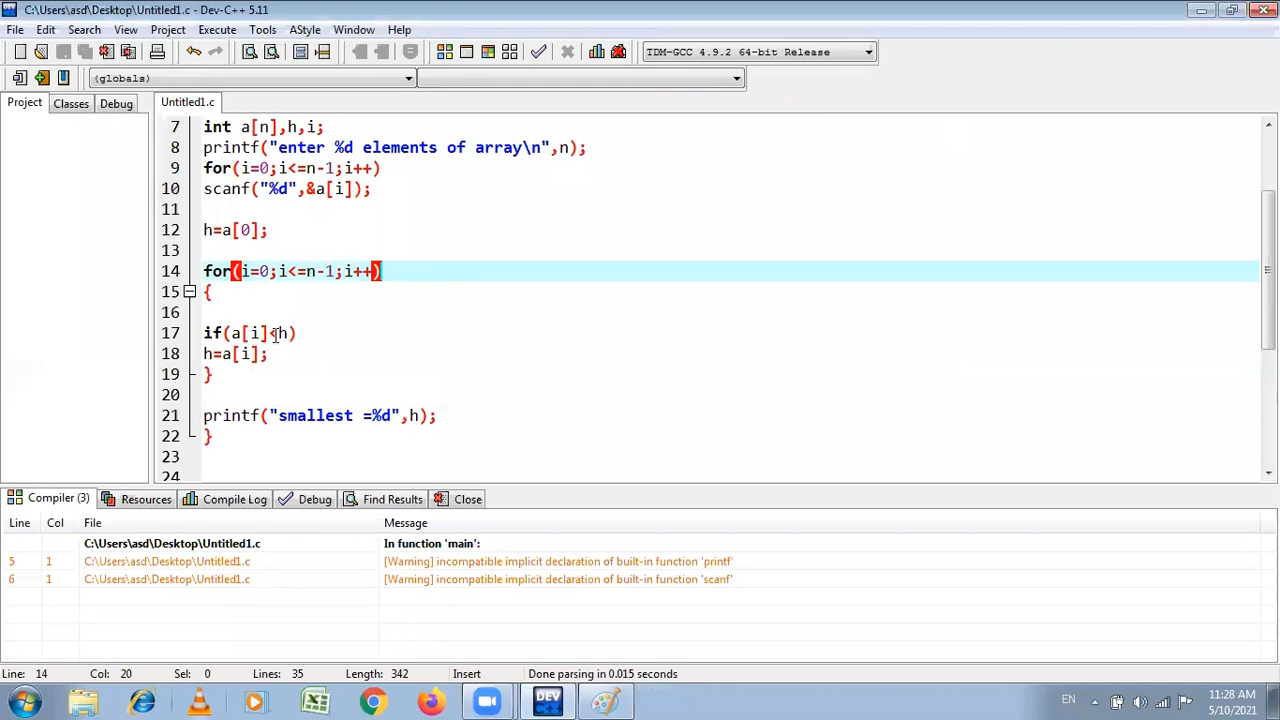 C:\Users\asd\Desktop\Untitled1.c - Dev-C++ 5.11
File Edit Search View Project Execute Tools AStyle Window Help
TDM-GCC 4.9.2 64-bit Release
(globals)
Project Classes Debug
Untitled1.c
7 int a[n],h,i;
8 printf("enter %d elements of array\n",n);
9 for(i=0;i<=n-1;i++)
10 scanf("%d",&a[i]);
11
12 h=a[0];
13
14 for(i=0;i<=n-1;i++)
15 {
16
17 if(a[i]<h)
18 h=a[i];
19 }
20
21 printf("smallest =%d",h);
22 }
23
24
Compiler (3) Resources Compile Log Debug Find Results Close
Line Col File Message
C:\Users\asd\Desktop\Untitled1.c In function 'main':
5 1 C:\Users\asd\Desktop\Untitled1.c [Warning] incompatible implicit declaration of built-in function 'printf'
6 1 C:\Users\asd\Desktop\Untitled1.c [Warning] incompatible implicit declaration of built-in function 'scanf'
Line: 14 Col: 20 Sel: 0 Lines: 35 Length: 342 Insert Done parsing in 0.015 seconds
DEV
EN
11:28 AM
5/10/2021